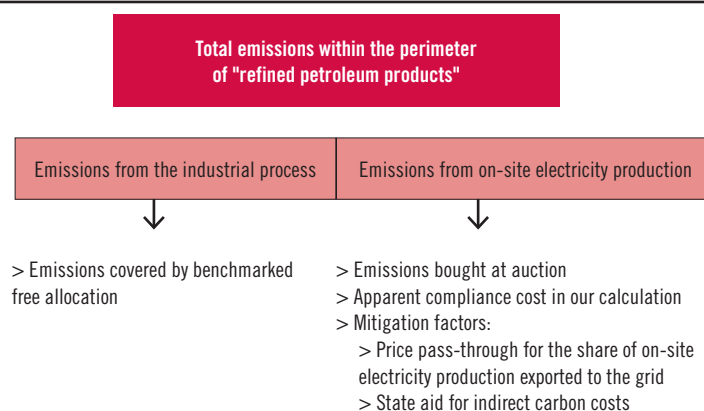 Total emissions within the perimeter
of "refined petroleum products"
Emissions from the industrial process
Emissions from on-site electricity production
> Emissions covered by benchmarked
free allocation
> Emissions bought at auction
> Apparent compliance cost in our calculation
> Mitigation factors:
> Price pass-through for the share of on-site
electricity production exported to the grid
> State aid for indirect carbon costs